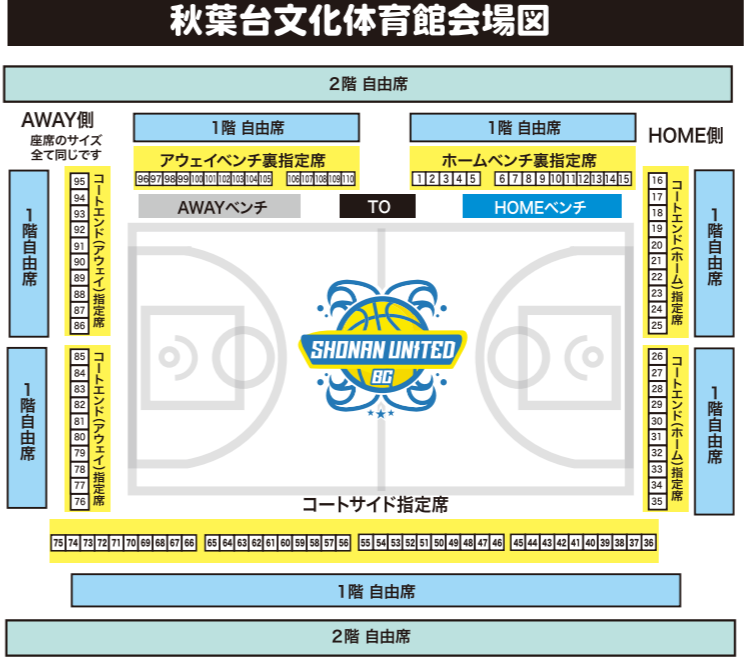 秋葉台文化体育館会場図
2階 自由席
AWAY側
座席のサイズ
全て同じです
HOME側
1階 自由席
1階 自由席
アウェイベンチ裏指定席
ホームベンチ裏指定席
96 97 98 99 100 101 102 103 104 105 106 107 108 109 110
1 2 3 4 5 6 7 8 9 10 11 12 13 14 15
AWAYベンチ
TO
HOMEベンチ
1階自由席
95
94
93
92
91
90
89
88
87
86
コートエンド(アウェイ)指定席
1階自由席
85
84
83
82
81
80
79
78
77
76
コートエンド(アウェイ)指定席
SHONAN UNITED
BC
16
17
18
19
20
21
22
23
24
25
コートエンド(ホーム)指定席
1階自由席
26
27
28
29
30
31
32
33
34
35
コートエンド(ホーム)指定席
1階自由席
コートサイド指定席
75 74 73 72 71 70 69 68 67 66 65 64 63 62 61 60 59 58 57 56 55 54 53 52 51 50 49 48 47 46 45 44 43 42 41 40 39 38 37 36
1階 自由席
2階 自由席